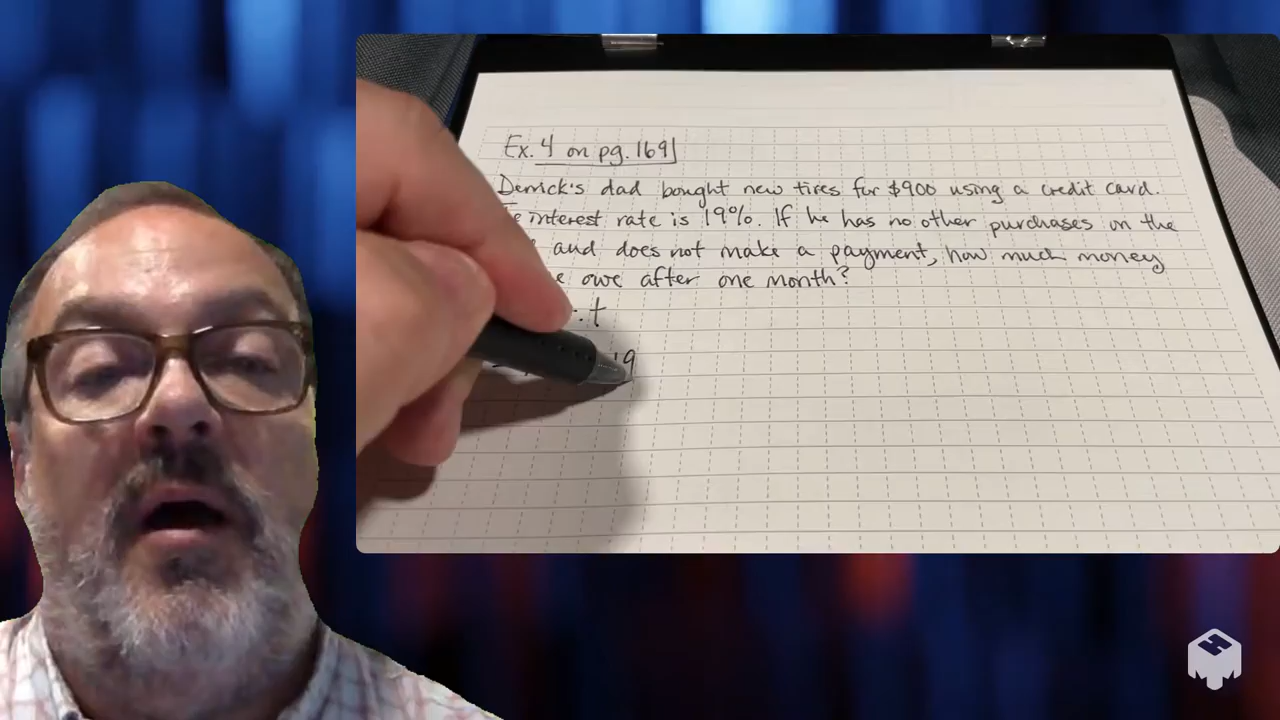 Ex. 4 on pg. 169
Derrick's dad bought new tires for $900 using a credit card.
interest rate is 19%. If he has no other purchases on the
and does not make a payment, how much money
owe after one month?
t
19